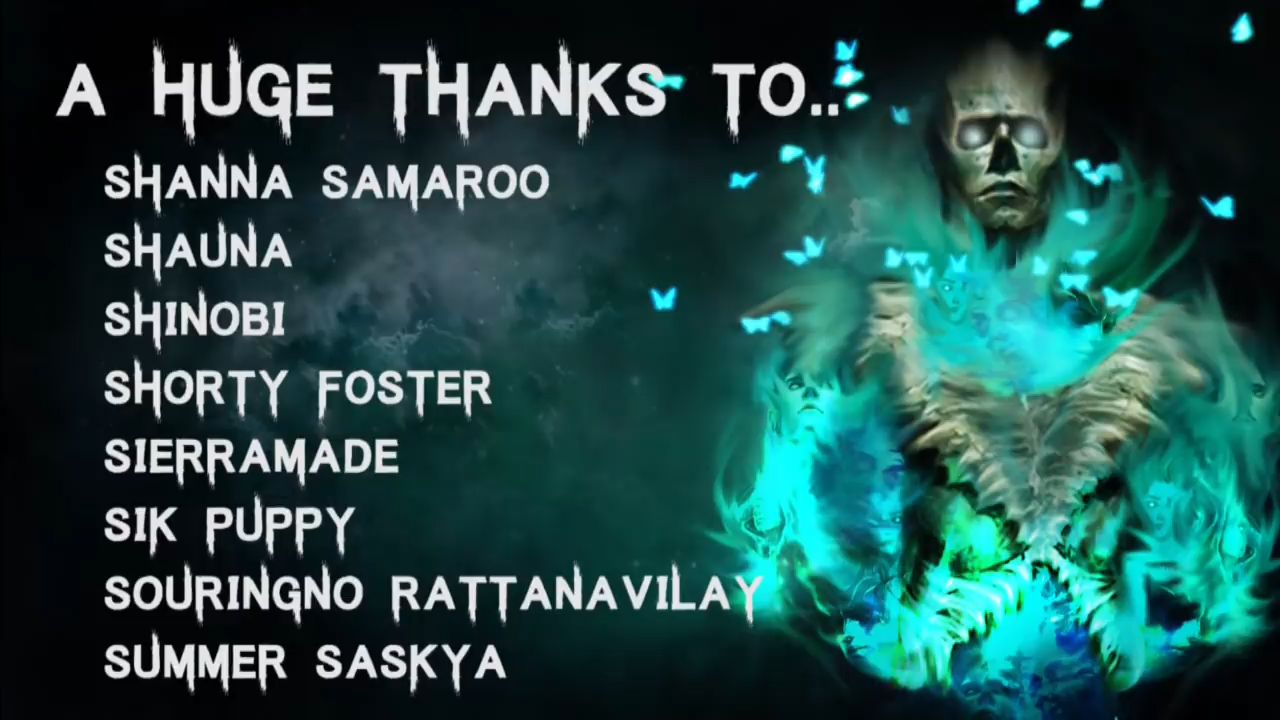 A HUGE THANKS TO..
SHANNA SAMAROO
SHAUNA
SHINOBI
SHORTY FOSTER
SIERRAMADE
SIK PUPPY
SOURINGNO RATTANAVILAY
SUMMER SASKYA